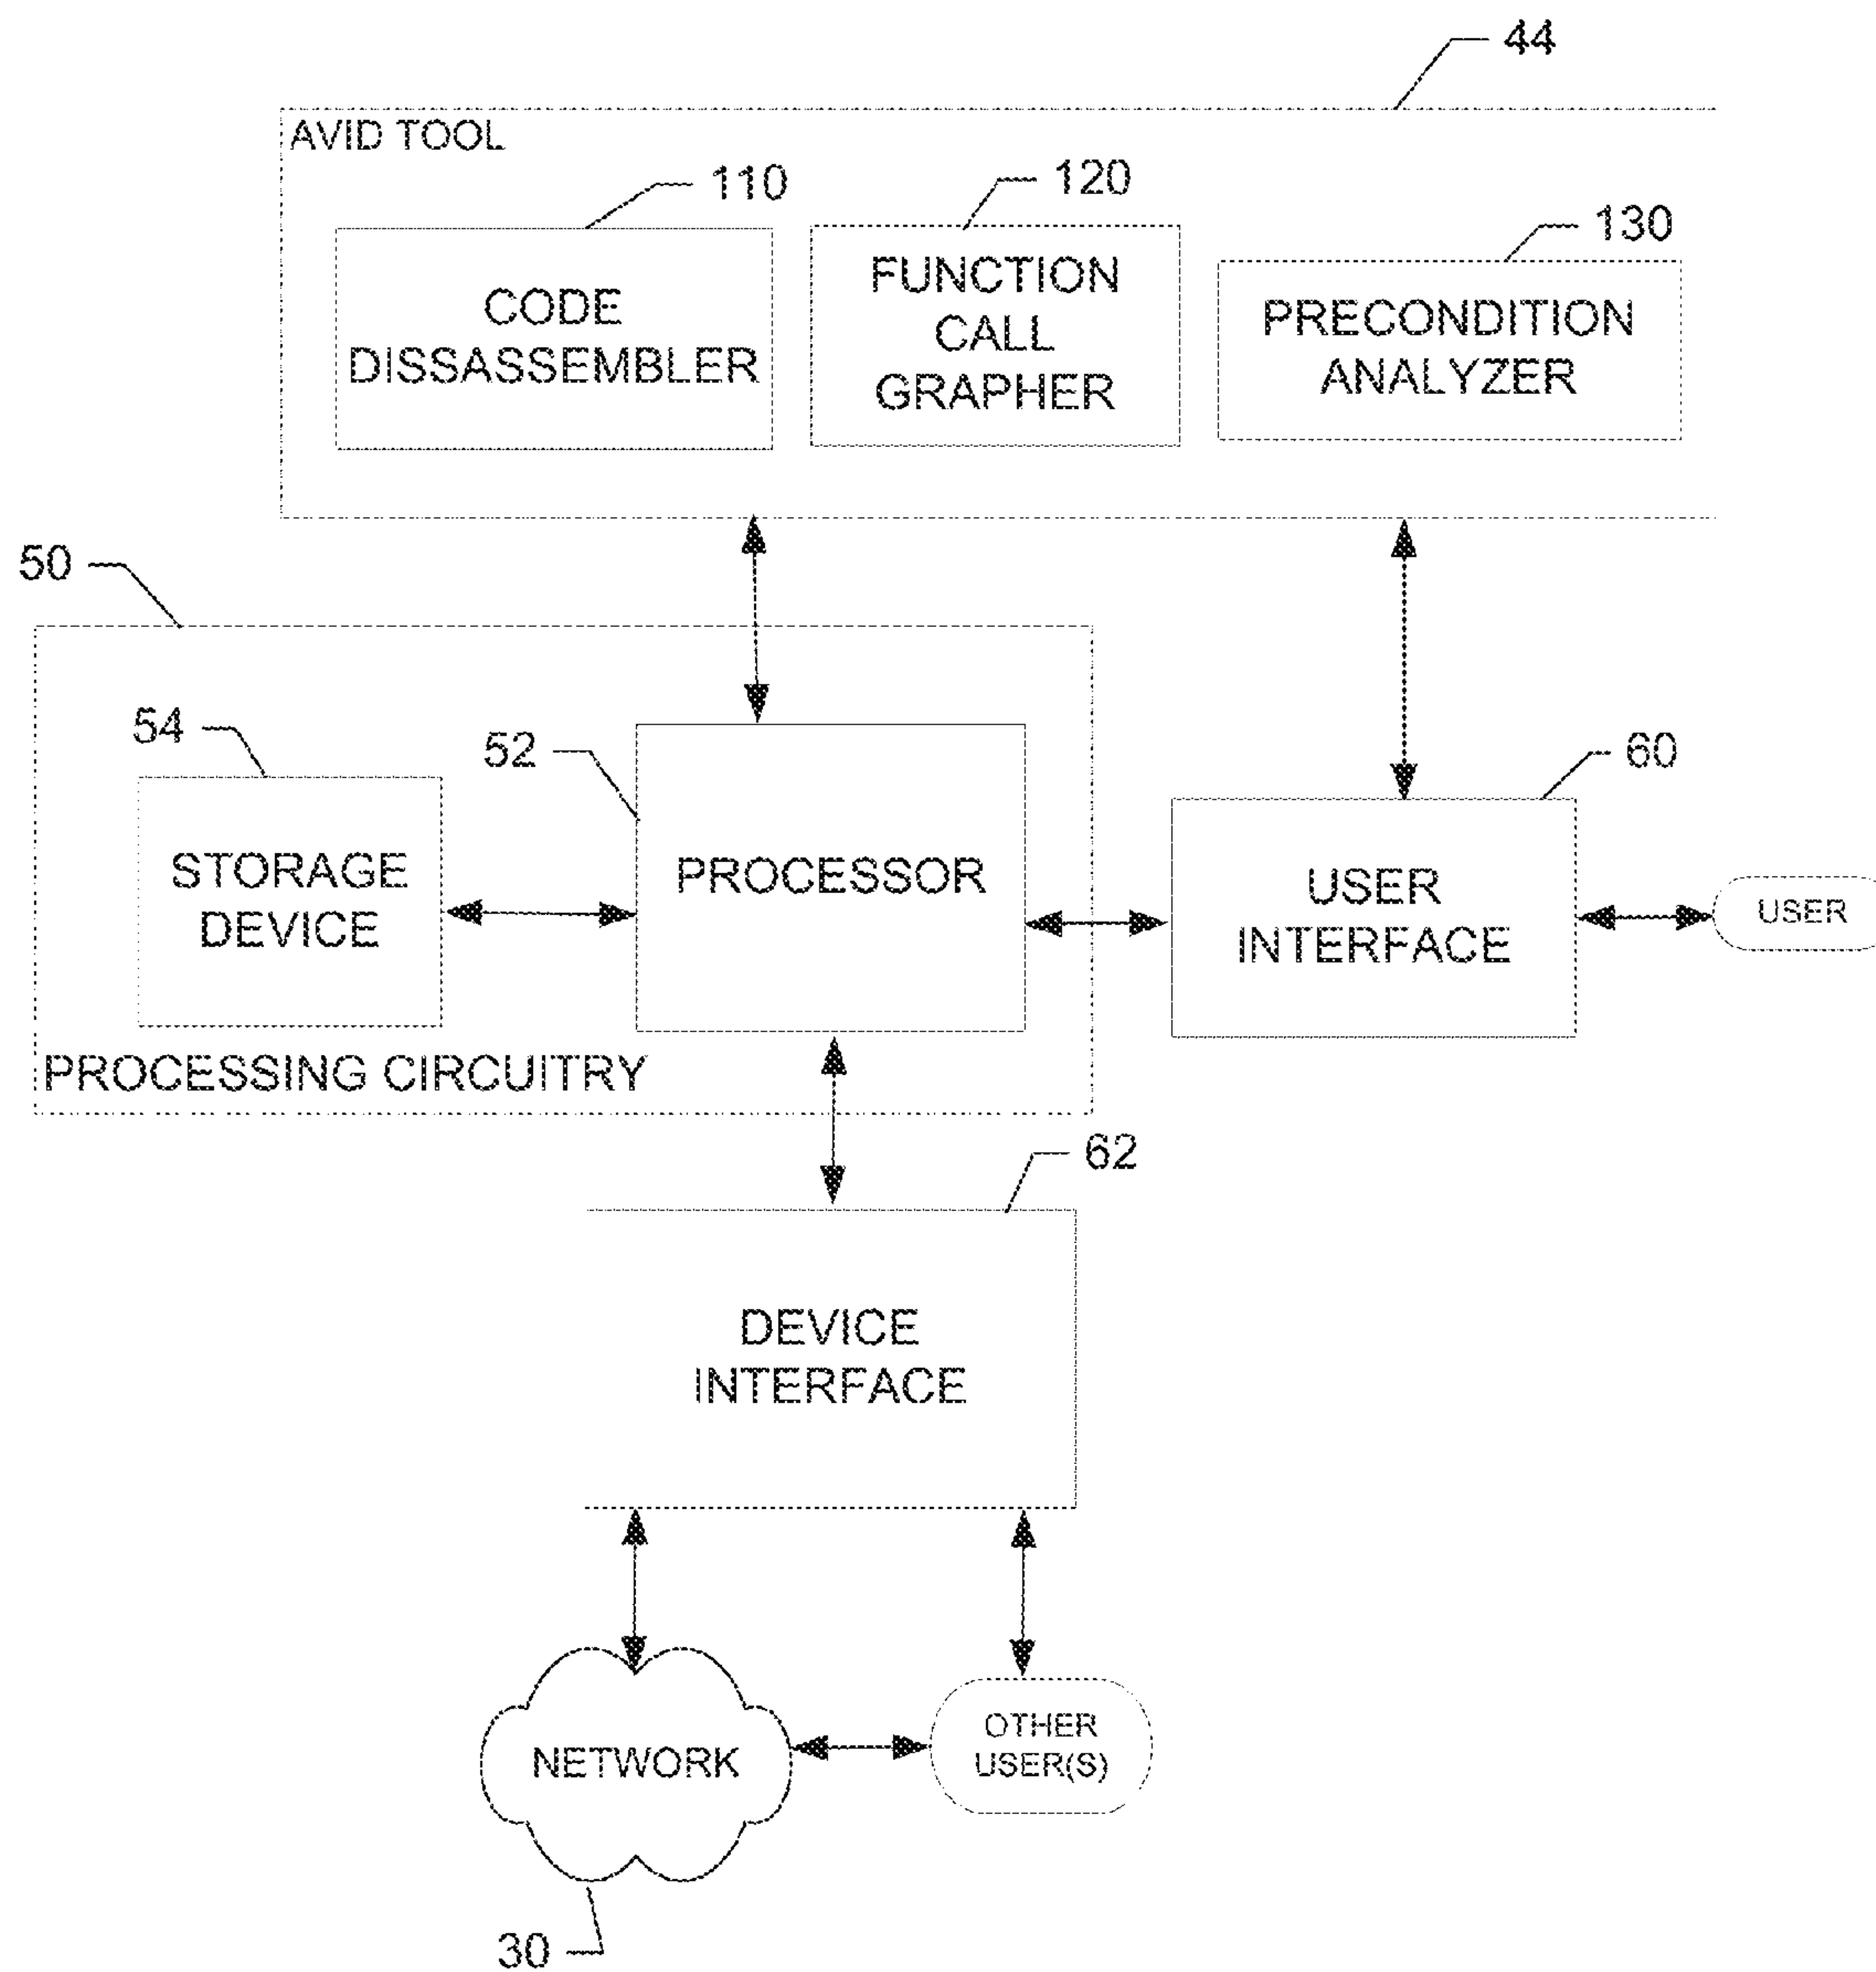 44
AVID TOOL
110
120
130
CODE
DISSASSEMBLER
FUNCTION
CALL
GRAPHER
PRECONDITION
ANALYZER
50
54
52
60
STORAGE
DEVICE
PROCESSOR
USER
INTERFACE
USER
PROCESSING CIRCUITRY
62
DEVICE
INTERFACE
NETWORK
OTHER
USER(S)
30